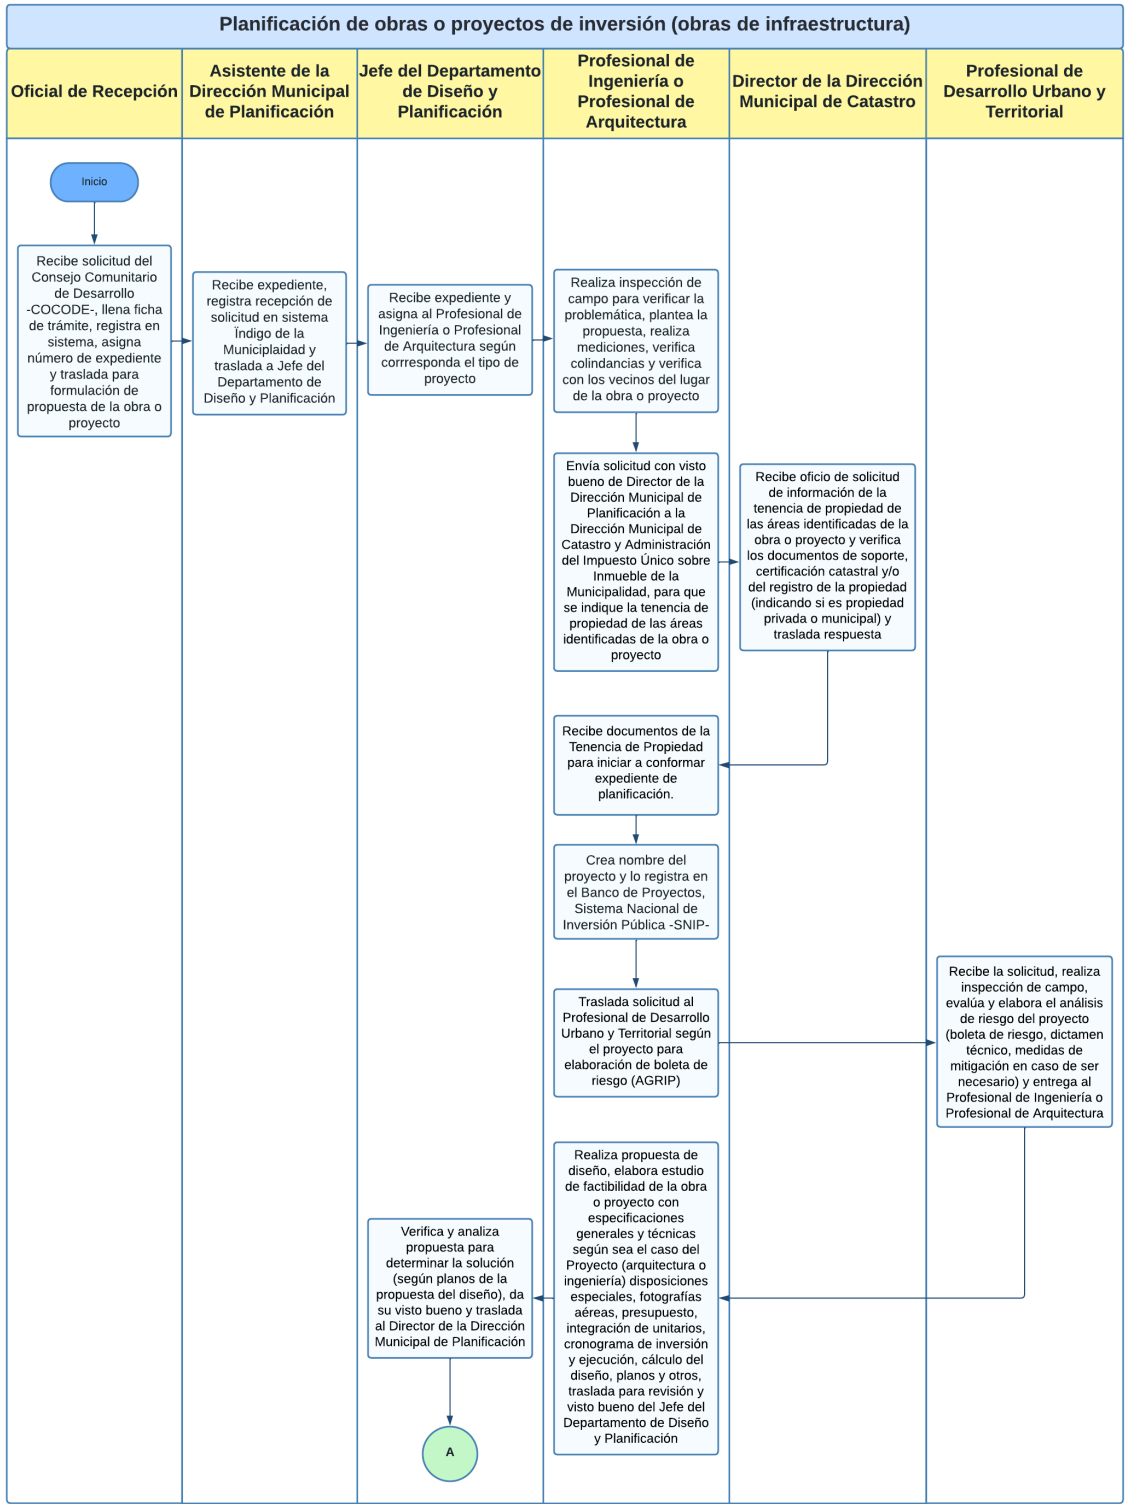 Planificación de obras o proyectos de inversión (obras de infraestructura)
Oficial de Recepción
Asistente de la
Dirección Municipal
de Planificación
Jefe del Departamento
de Diseño y
Planificación
Profesional de
Ingeniería o
Profesional de
Arquitectura
Director de la Dirección
Municipal de Catastro
Profesional de
Desarrollo Urbano y
Territorial
Inicio
Recibe solicitud del
Consejo Comunitario
de Desarrollo
-COCODE-, llena ficha
de trámite, registra en
sistema, asigna
número de expediente
y traslada para
formulación de
propuesta de la obra o
proyecto
Recibe expediente,
registra recepción de
solicitud en sistema
Ïndigo de la
Municiplaidad y
traslada a Jefe del
Departamento de
Diseño y Planificación
Recibe expediente y
asigna al Profesional de
Ingeniería o Profesional
de Arquitectura según
corrresponda el tipo de
proyecto
Realiza inspección de
campo para verificar la
problemática, plantea la
propuesta, realiza
mediciones, verifica
colindancias y verifica
con los vecinos del lugar
de la obra o proyecto
Envía solicitud con visto
bueno de Director de la
Dirección Municipal de
Planificación a la
Dirección Municipal de
Catastro y Administración
del Impuesto Único sobre
Inmueble de la
Municipalidad, para que
se indique la tenencia de
propiedad de las áreas
identificadas de la obra o
proyecto
Recibe oficio de solicitud
de información de la
tenencia de propiedad de
las áreas identificadas de la
obra o proyecto y verifica
los documentos de soporte,
certificación catastral y/o
del registro de la propiedad
(indicando si es propiedad
privada o municipal) y
traslada respuesta
Recibe documentos de la
Tenencia de Propiedad
para iniciar a conformar
expediente de
planificación.
Crea nombre del
proyecto y lo registra en
el Banco de Proyectos,
Sistema Nacional de
Inversión Pública -SNIP-
Traslada solicitud al
Profesional de Desarrollo
Urbano y Territorial según
el proyecto para
elaboración de boleta de
riesgo (AGRIP)
Recibe la solicitud, realiza
inspección de campo,
evalúa y elabora el análisis
de riesgo del proyecto
(boleta de riesgo, dictamen
técnico, medidas de
mitigación en caso de ser
necesario) y entrega al
Profesional de Ingeniería o
Profesional de Arquitectura
Realiza propuesta de
diseño, elabora estudio
de factibilidad de la obra
o proyecto con
especificaciones
generales y técnicas
según sea el caso del
Proyecto (arquitectura o
ingeniería) disposiciones
especiales, fotografías
aéreas, presupuesto,
integración de unitarios,
cronograma de inversión
y ejecución, cálculo del
diseño, planos y otros,
traslada para revisión y
visto bueno del Jefe del
Departamento de Diseño
y Planificación
Verifica y analiza
propuesta para
determinar la solución
(según planos de la
propuesta del diseño), da
su visto bueno y traslada
al Director de la Dirección
Municipal de Planificación
A